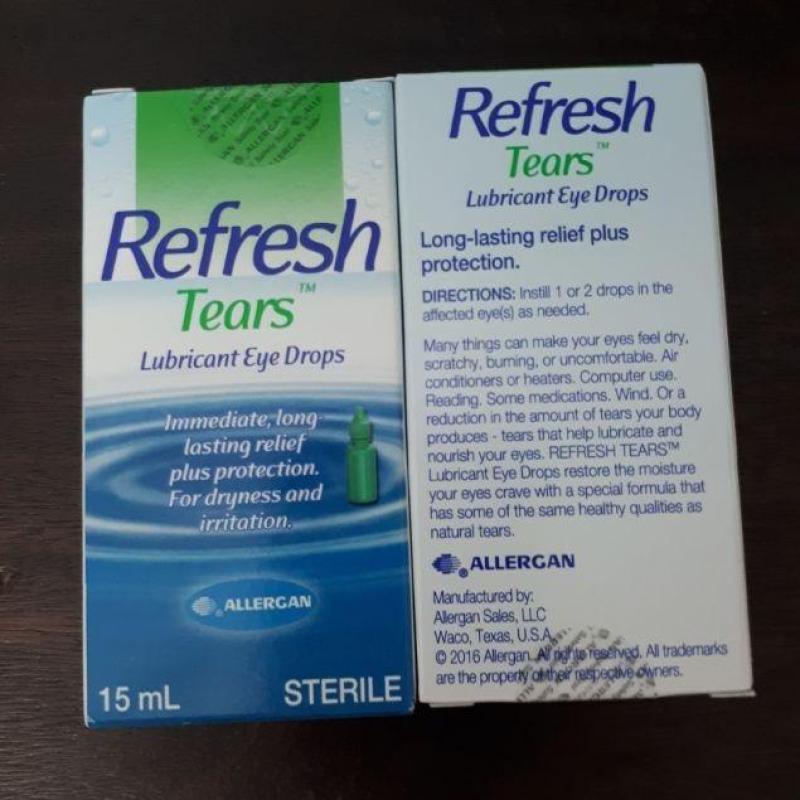 Refresh
Tears™
Lubricant Eye Drops
Immediate, long-
lasting relief
plus protection.
For dryness and
irritation.
ALLERGAN
15 mL
STERILE
Refresh
Tears™
Lubricant Eye Drops
Long-lasting relief plus
protection.
DIRECTIONS: Instill 1 or 2 drops in the
affected eye(s) as needed.
Many things can make your eyes feel dry,
scratchy, burning, or uncomfortable. Air
conditioners or heaters. Computer use.
Reading. Some medications. Wind. Or a
reduction in the amount of tears your body
produces - tears that help lubricate and
nourish your eyes. REFRESH TEARS™
Lubricant Eye Drops restore the moisture
your eyes crave with a special formula that
has some of the same healthy qualities as
natural tears.
® ALLERGAN
Manufactured by:
Allergan Sales, LLC
Waco, Texas, U.S.A.
© 2016 Allergan. All rights reserved. All trademarks
are the property of their respective owners.